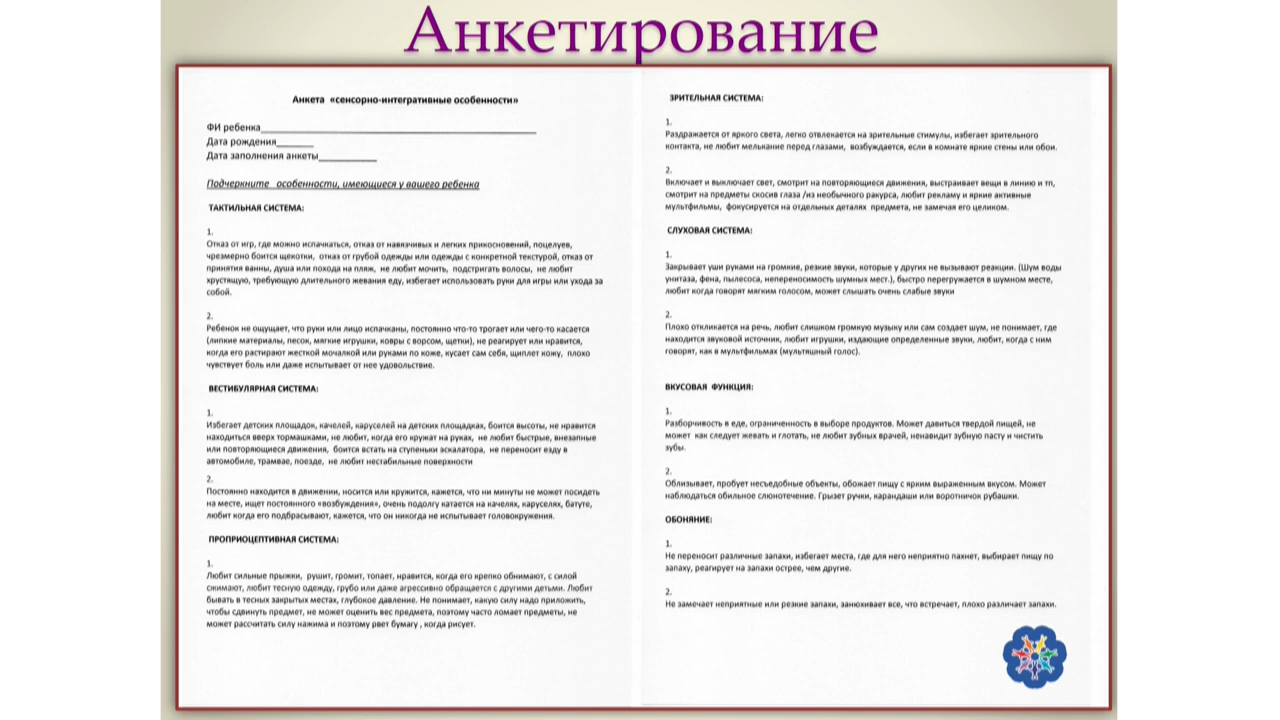 Анкетирование
Анкета «сенсорно-интегративные особенности»
ФИ ребенка____________________________
Дата рождения_______
Дата заполнения анкеты___________
Подчеркните особенности, имеющиеся у вашего ребенка
ТАКТИЛЬНАЯ СИСТЕМА:
1.
Отказ от игр, где можно испачкаться, отказ от навязчивых и легких прикосновений, поцелуев,
чрезмерно боится щекотки, отказ от грубой одежды или одежды с конкретной текстурой, отказ от
принятия ванны, душа или похода на пляж, не любит мочить, подстригать волосы, не любит
хрустящую, требующую длительного жевания еду, избегает использовать руки для игры или ухода за
собой.
2.
Ребенок не ощущает, что руки или лицо испачканы, постоянно что-то трогает или чего-то касается
(липкие материалы, песок, мягкие игрушки, ковры с ворсом, щетки), не реагирует или нравится,
когда его растирают жесткой мочалкой или руками по коже, кусает сам себя, щиплет кожу, плохо
чувствует боль или даже испытывает от нее удовольствие.
ВЕСТИБУЛЯРНАЯ СИСТЕМА:
1.
Избегает детских площадок, качелей, каруселей на детских площадках, боится высоты, не нравится
находиться вверх тормашками, не любит, когда его кружат на руках, не любит быстрые, внезапные
или повторяющиеся движения, боится встать на ступеньки эскалатора, не переносит езду в
автомобиле, трамвае, поезде, не любит нестабильные поверхности
2.
Постоянно находится в движении, носится или кружится, кажется, что ни минуты не может посидеть
на месте, ищет постоянного «возбуждения», очень подолгу катается на качелях, каруселях, батуте,
любит когда его подбрасывают, кажется, что он никогда не испытывает головокружения.
ПРОПРИОЦЕПТИВНАЯ СИСТЕМА:
1.
Любит сильные прыжки, рушит, громит, топает, нравится, когда его крепко обнимают, с силой
сжимают, любит тесную одежду, грубо или даже агрессивно обращается с другими детьми. Любит
бывать в тесных закрытых местах, глубокое давление. Не понимает, какую силу надо приложить,
чтобы сдвинуть предмет, не может оценить вес предмета, поэтому часто ломает предметы, не
может рассчитать силу нажима и поэтому рвет бумагу , когда рисует.
ЗРИТЕЛЬНАЯ СИСТЕМА:
1.
Раздражается от яркого света, легко отвлекается на зрительные стимулы, избегает зрительного
контакта, не любит мелькание перед глазами, возбуждается, если в комнате яркие стены или обои.
2.
Включает и выключает свет, смотрит на повторяющиеся движения, выстраивает вещи в линию и тп,
смотрит на предметы скосив глаза /из необычного ракурса, любит рекламу и яркие активные
мультфильмы, фокусируется на отдельных деталях предмета, не замечая его целиком.
СЛУХОВАЯ СИСТЕМА:
1.
Закрывает уши руками на громкие, резкие звуки, которые у других не вызывают реакции. (Шум воды
унитаза, фена, пылесоса, непереносимость шумных мест.), быстро перегружается в шумном месте,
любит когда говорят мягким голосом, может слышать очень слабые звуки
2.
Плохо откликается на речь, любит слишком громкую музыку или сам создает шум, не понимает, где
находится звуковой источник, любит игрушки, издающие определенные звуки, любит, когда с ним
говорят, как в мультфильмах (мультяшный голос).
ВКУСОВАЯ ФУНКЦИЯ:
1.
Разборчивость в еде, ограниченность в выборе продуктов. Может давиться твердой пищей, не
может как следует жевать и глотать, не любит зубных врачей, ненавидит зубную пасту и чистить
зубы.
2.
Облизывает, пробует несъедобные объекты, обожает пищу с ярким выраженным вкусом. Может
наблюдаться обильное слюнотечение. Грызет ручки, карандаши или воротничок рубашки.
ОБОНЯНИЕ:
1.
Не переносит различные запахи, избегает места, где для него неприятно пахнет, выбирает пищу по
запаху, реагирует на запахи острее, чем другие.
2.
Не замечает неприятные или резкие запахи, занюхивает все, что встречает, плохо различает запахи.